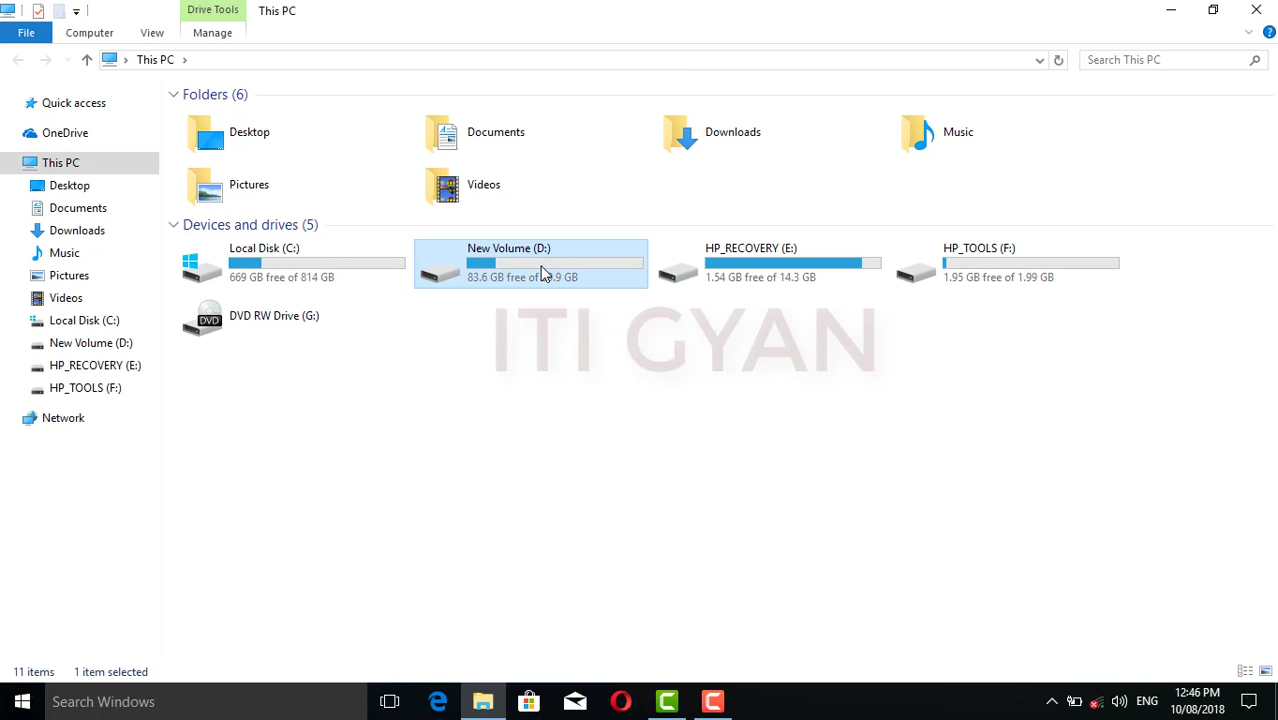 Drive Tools
This PC
File
Computer
View
Manage
This PC
Search This PC
Quick access
OneDrive
This PC
Desktop
Documents
Downloads
Music
Pictures
Videos
Local Disk (C:)
New Volume (D:)
HP_RECOVERY (E:)
HP_TOOLS (F:)
Network
Folders (6)
Desktop
Documents
Downloads
Music
Pictures
Videos
Devices and drives (5)
Local Disk (C:)
669 GB free of 814 GB
New Volume (D:)
83.6 GB free of GB
HP_RECOVERY (E:)
1.54 GB free of 14.3 GB
HP_TOOLS (F:)
1.95 GB free of 1.99 GB
DVD
DVD RW Drive (G:)
ITI GYAN
11 items
1 item selected
Search Windows
ENG
12:46 PM
10/08/2018